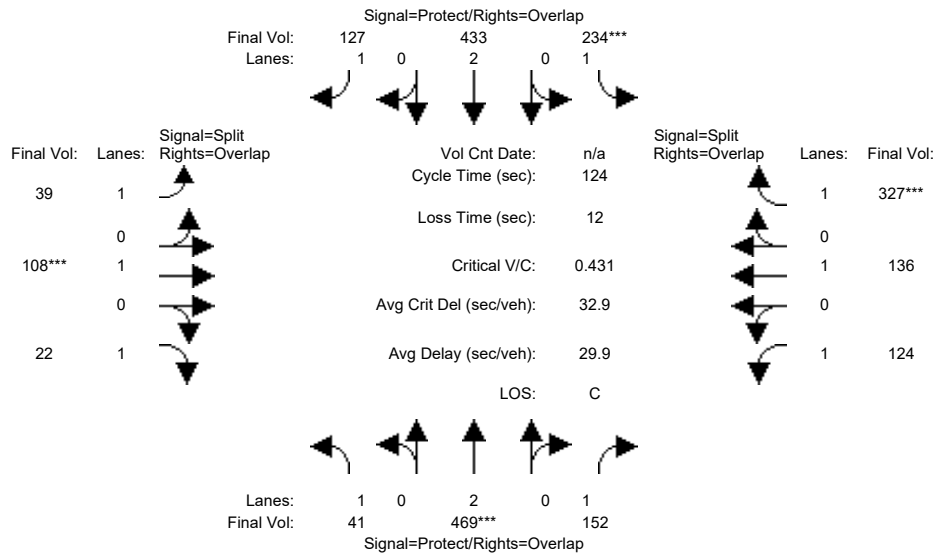 Signal=Protect/Rights=Overlap
Final Vol: 127 433 234***
Lanes: 1 0 2 0 1
Signal=Split
Rights=Overlap
Final Vol: Lanes:
Vol Cnt Date: n/a
Signal=Split
Rights=Overlap
Lanes: Final Vol:
Cycle Time (sec): 124
39 1
1 327***
Loss Time (sec): 12
0
0
108*** 1
Critical V/C: 0.431
1 136
0
Avg Crit Del (sec/veh): 32.9
0
22 1
Avg Delay (sec/veh): 29.9
1 124
LOS: C
Lanes: 1 0 2 0 1
Final Vol: 41 469*** 152
Signal=Protect/Rights=Overlap